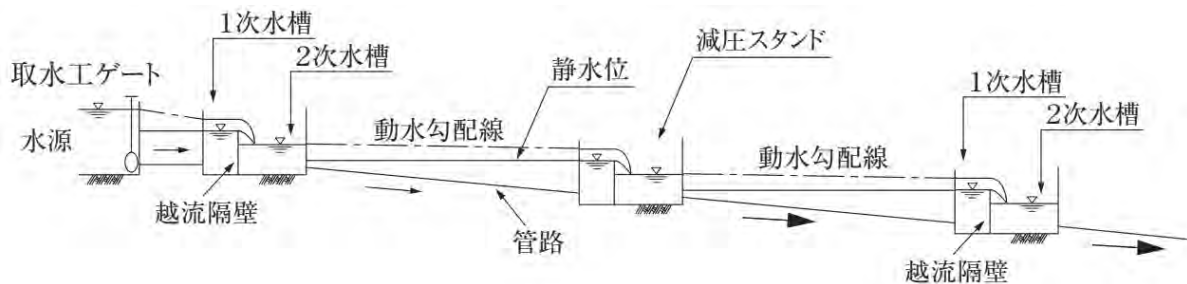 1次水槽
2次水槽
取水工ゲート
水源
越流隔壁
動水勾配線
静水位
管路
減圧スタンド
動水勾配線
1次水槽
2次水槽
越流隔壁